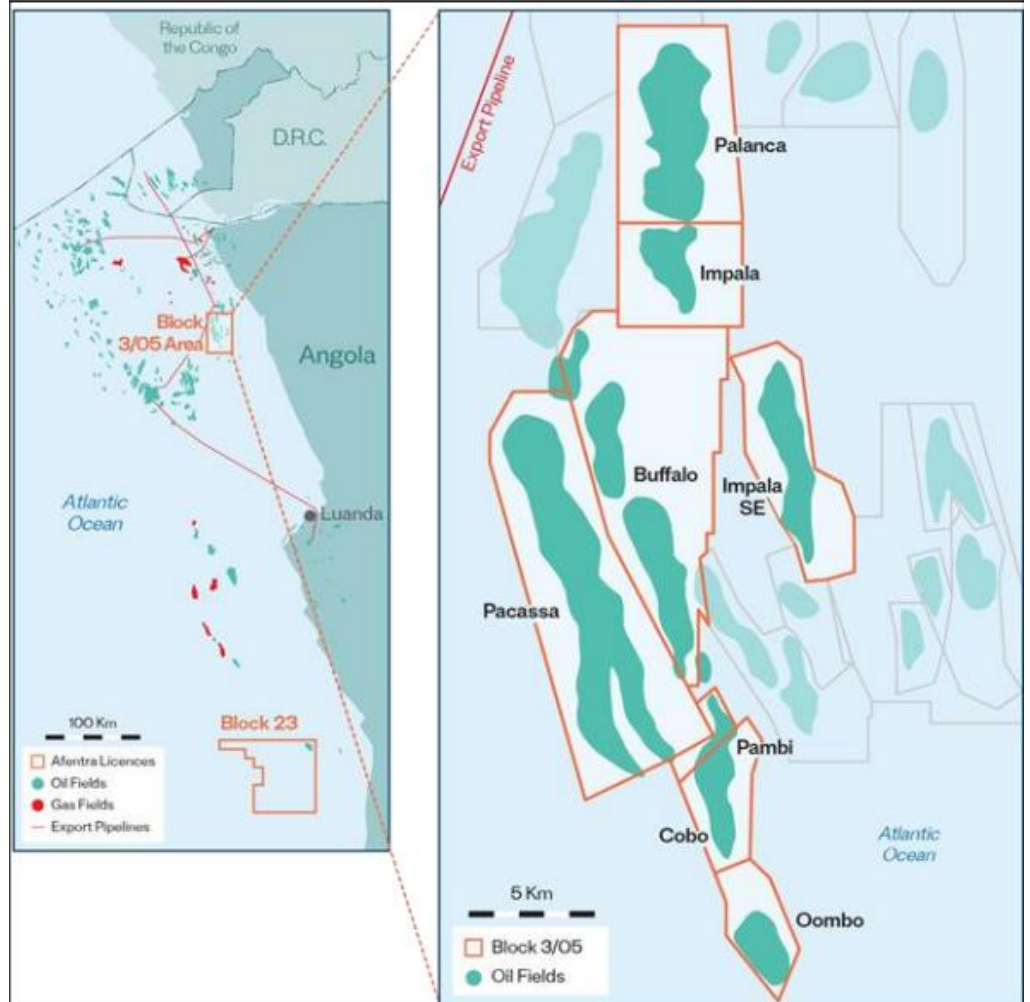 Republic of
the Congo
D.R.C.
Block
3/05 Area
Angola
Atlantic
Ocean
Luanda
100 Km
Block 23
Afentra Licences
Oil Fields
Gas Fields
Export Pipelines
Export Pipeline
Palanca
Impala
Buffalo
Impala
SE
Pacassa
Pambi
Cobo
Atlantic
Ocean
Oombo
5 Km
Block 3/05
Oil Fields